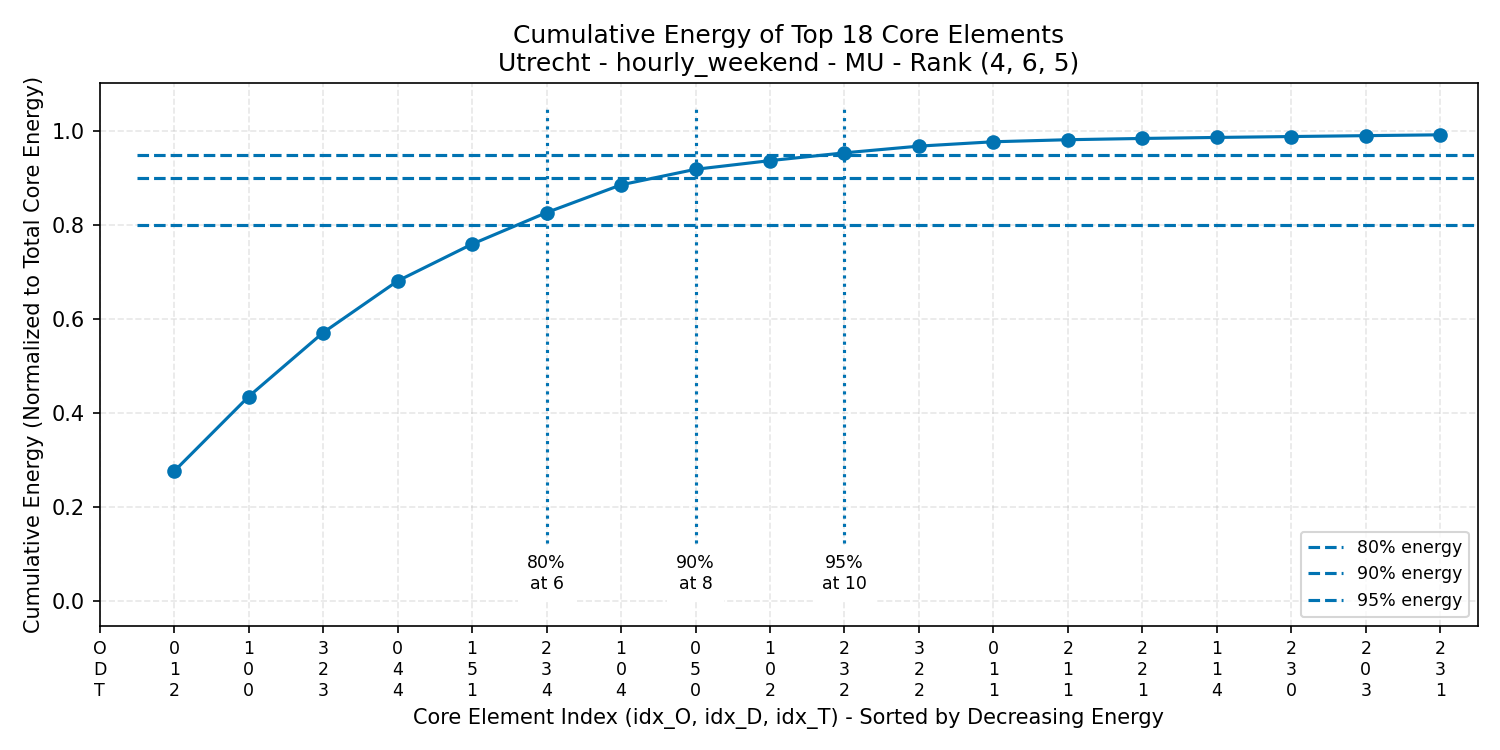 Cumulative Energy of Top 18 Core Elements
Utrecht - hourly_weekend - MU - Rank (4, 6, 5)
Cumulative Energy (Normalized to Total Core Energy)
1.0
0.8
0.6
0.4
0.2
0.0
80%
at 6
90%
at 8
95%
at 10
80% energy
90% energy
95% energy
O 0 1 3 0 1 2 1 0 1 2 3 0 2 2 1 2 2 2
D 1 0 2 4 5 3 0 5 0 3 2 1 1 2 1 3 0 3
T 2 0 3 4 1 4 4 0 2 2 2 1 1 1 4 0 3 1
Core Element Index (idx_O, idx_D, idx_T) - Sorted by Decreasing Energy